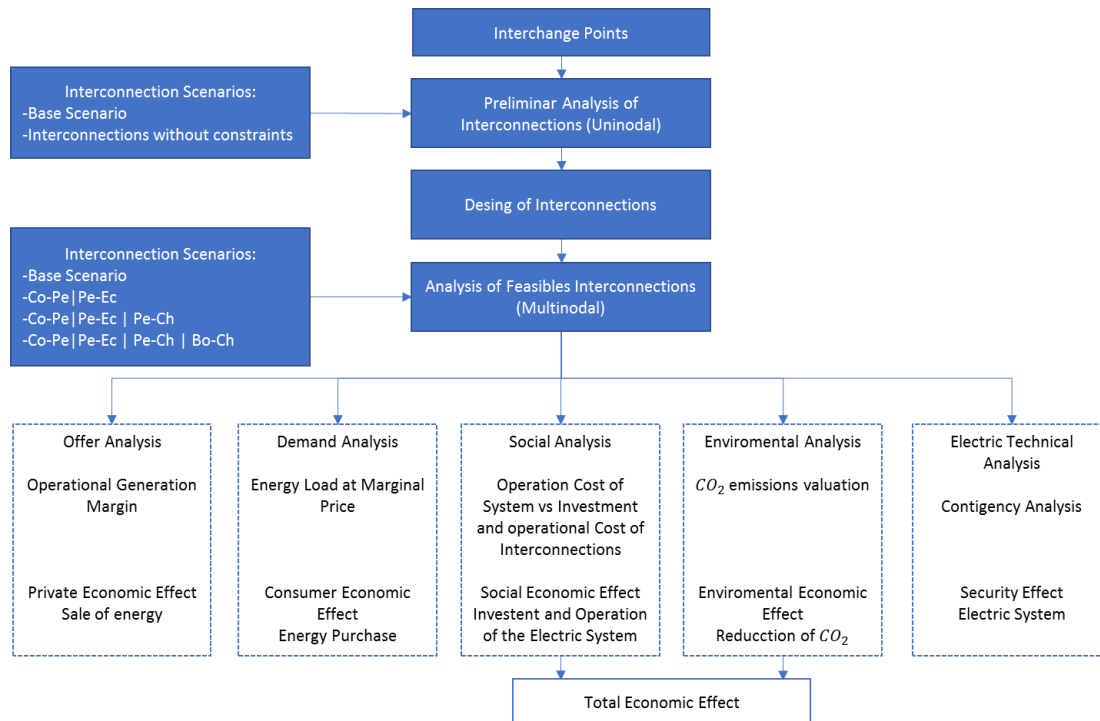 Interchange Points
Interconnection Scenarios:
-Base Scenario
-Interconnections without constraints
Preliminar Analysis of
Interconnections (Uninodal)
Desing of Interconnections
Interconnection Scenarios:
-Base Scenario
-Co-Pe|Pe-Ec
-Co-Pe|Pe-Ec | Pe-Ch
-Co-Pe|Pe-Ec | Pe-Ch | Bo-Ch
Analysis of Feasibles Interconnections
(Multinodal)
Offer Analysis
Operational Generation
Margin
Private Economic Effect
Sale of energy
Demand Analysis
Energy Load at Marginal
Price
Consumer Economic
Effect
Energy Purchase
Social Analysis
Operation Cost of
System vs Investment
and operational Cost of
Interconnections
Social Economic Effect
Investent and Operation
of the Electric System
Enviromental Analysis
CO₂ emissions valuation
Enviromental Economic
Effect
Reducction of CO₂
Electric Technical
Analysis
Contigency Analysis
Security Effect
Electric System
Total Economic Effect